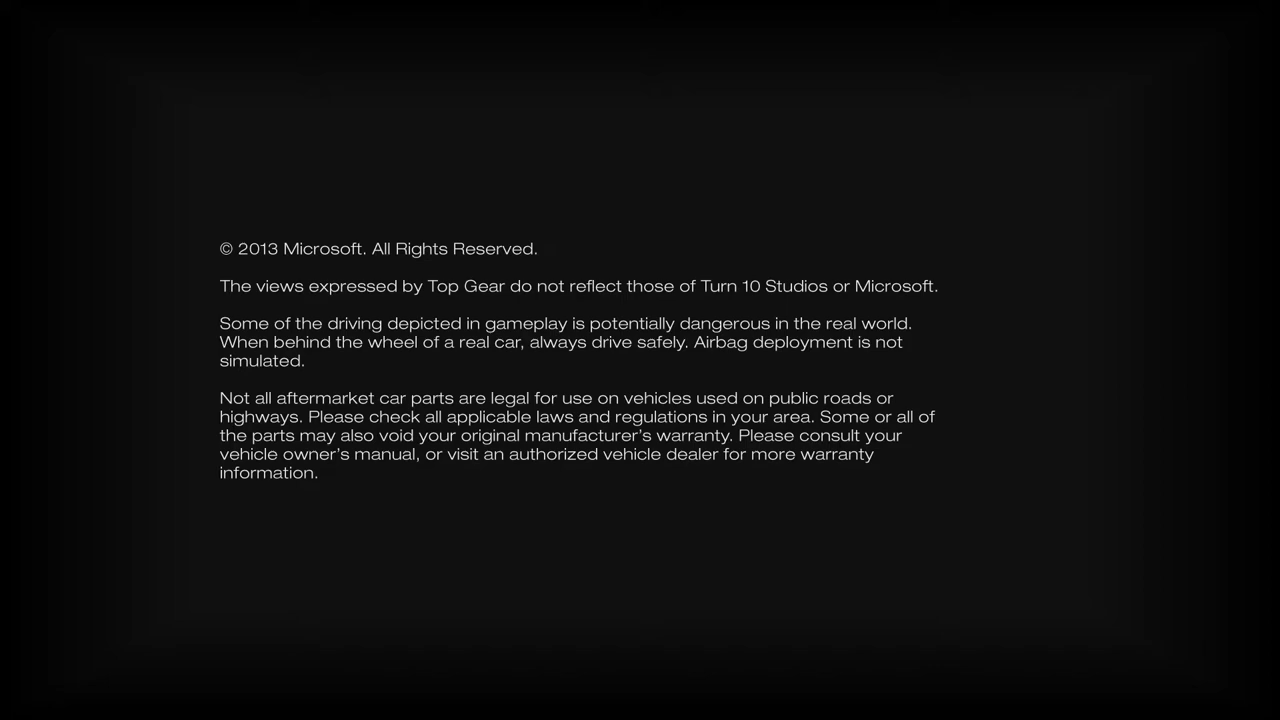 © 2013 Microsoft. All Rights Reserved.
The views expressed by Top Gear do not reflect those of Turn 10 Studios or Microsoft.
Some of the driving depicted in gameplay is potentially dangerous in the real world.
When behind the wheel of a real car, always drive safely. Airbag deployment is not
simulated.
Not all aftermarket car parts are legal for use on vehicles used on public roads or
highways. Please check all applicable laws and regulations in your area. Some or all of
the parts may also void your original manufacturer's warranty. Please consult your
vehicle owner's manual, or visit an authorized vehicle dealer for more warranty
information.